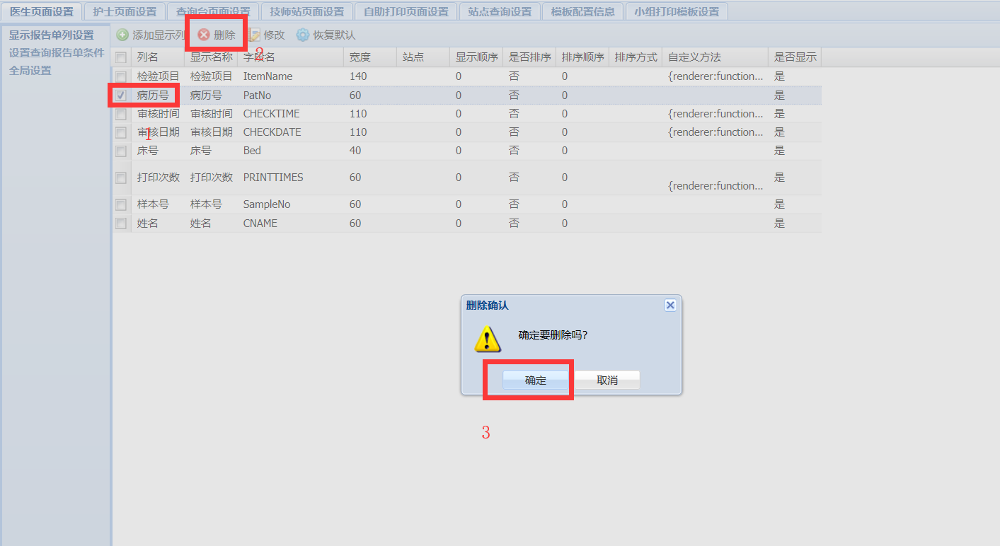 医生页面设置 护士页面设置 查询台页面设置 技师站页面设置 自助打印页面设置 站点查询设置 模板配置信息 小组打印模板设置
显示报告单列设置
设置查询报告单条件
全局设置
添加显示列 删除 修改 恢复默认
2
列名 显示名称 字段名 宽度 站点 显示顺序 是否排序 排序顺序 排序方式 自定义方法 是否显示
检验项目 检验项目 ItemName 140 0 否 0 {renderer:function... 是
病历号 病历号 PatNo 60 0 否 0 是
审核时间 审核时间 CHECKTIME 110 0 否 0 {renderer:function... 是
审核日期 审核日期 CHECKDATE 110 0 否 0 {renderer:function... 是
1
床号 床号 Bed 40 0 否 0 是
打印次数 打印次数 PRINTTIMES 60 0 否 0 {renderer:function... 是
样本号 样本号 SampleNo 60 0 否 0 是
姓名 姓名 CNAME 60 0 否 0 是
删除确认
确定要删除吗?
确定 取消
3